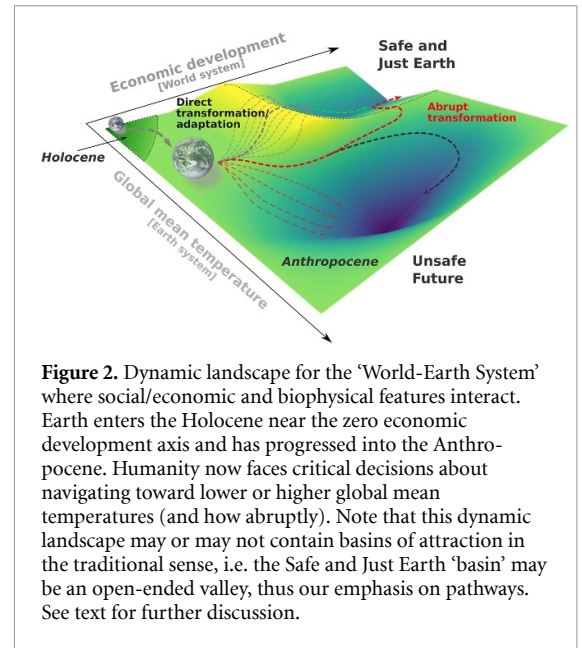 Economic development
[World system]
Safe and
Just Earth
Direct
transformation/
adaptation
Abrupt
transformation
Holocene
Global mean temperature
[Earth system]
Anthropocene
Unsafe
Future
Figure 2. Dynamic landscape for the ‘World-Earth System’
where social/economic and biophysical features interact.
Earth enters the Holocene near the zero economic
development axis and has progressed into the Anthro-
pocene. Humanity now faces critical decisions about
navigating toward lower or higher global mean
temperatures (and how abruptly). Note that this dynamic
landscape may or may not contain basins of attraction in
the traditional sense, i.e. the Safe and Just Earth ‘basin’ may
be an open-ended valley, thus our emphasis on pathways.
See text for further discussion.